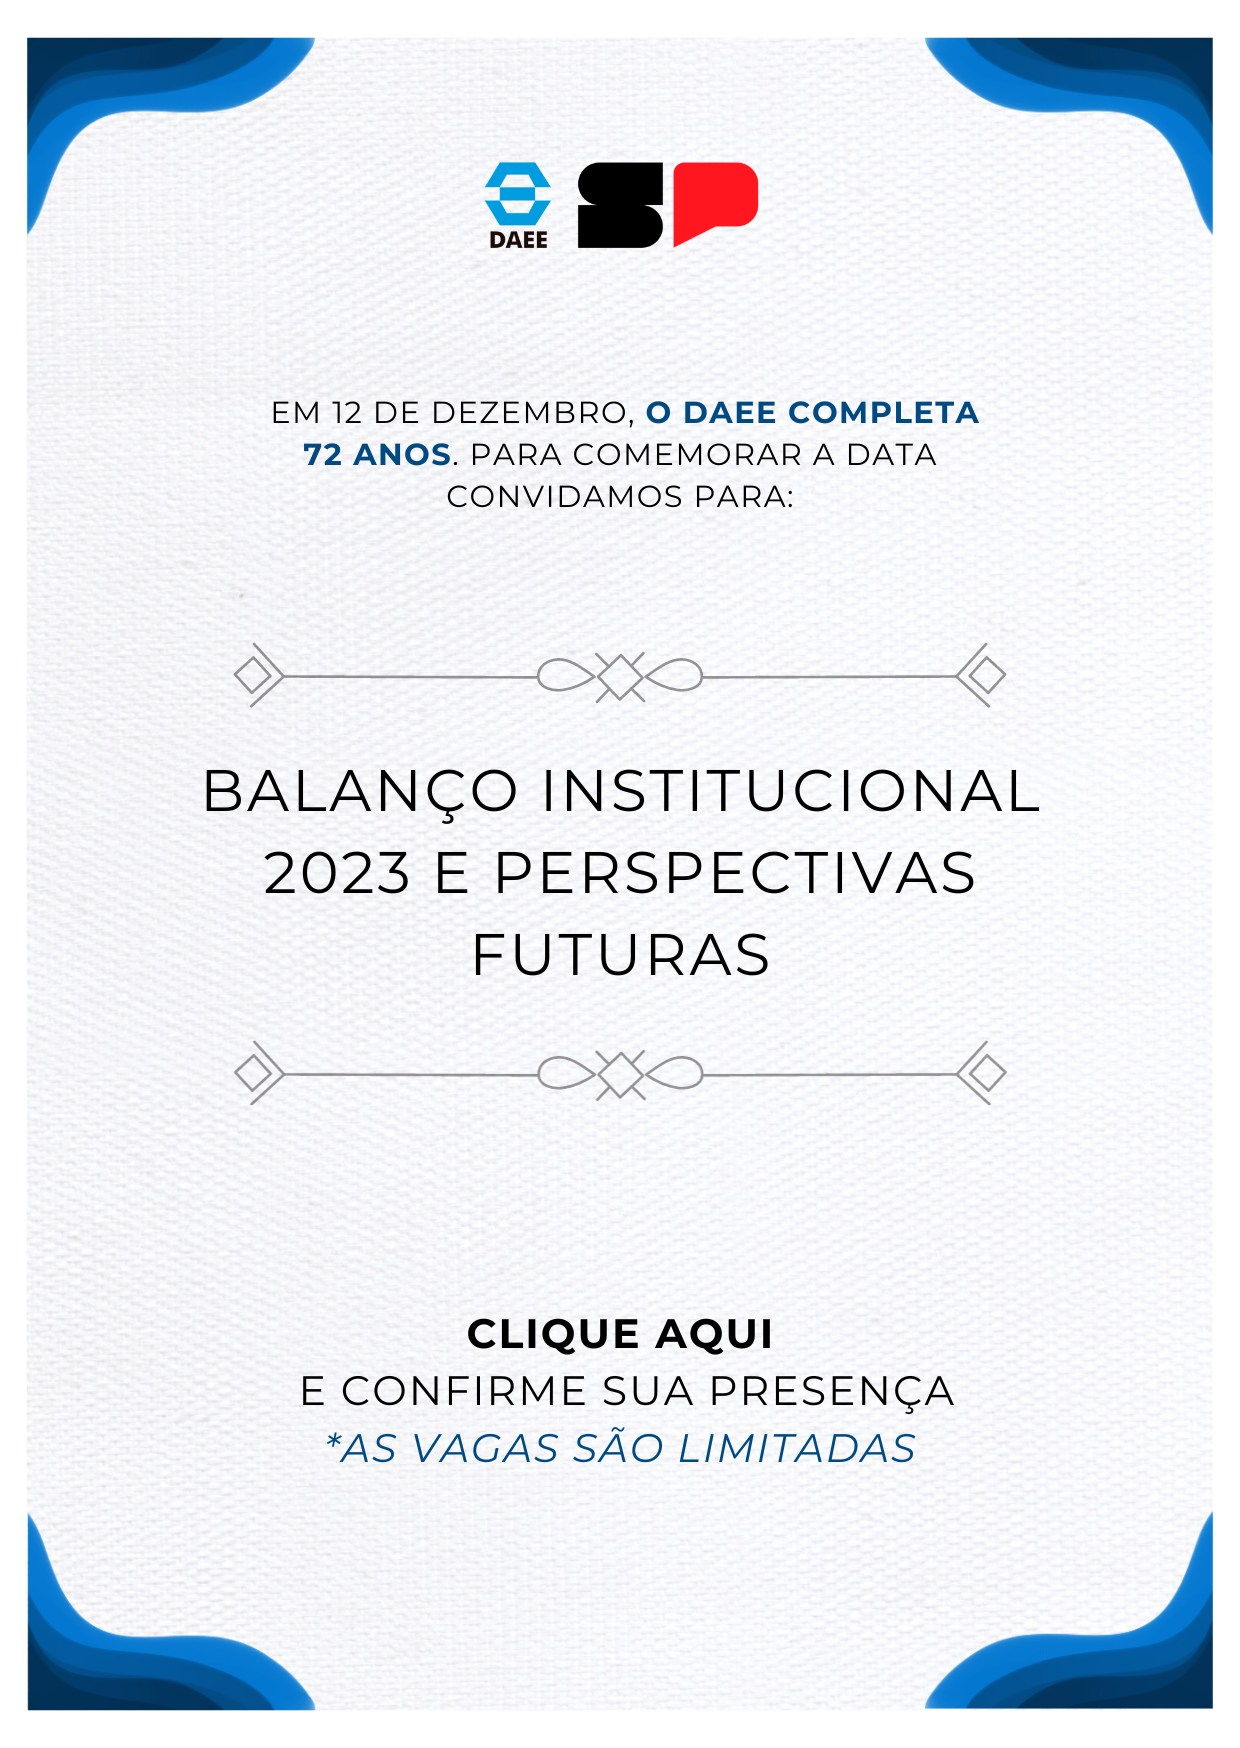 DAEE
SP
EM 12 DE DEZEMBRO, O DAEE COMPLETA
72 ANOS. PARA COMEMORAR A DATA
CONVIDAMOS PARA:
BALANÇO INSTITUCIONAL
2023 E PERSPECTIVAS
FUTURAS
CLIQUE AQUI
E CONFIRME SUA PRESENÇA
*AS VAGAS SÃO LIMITADAS